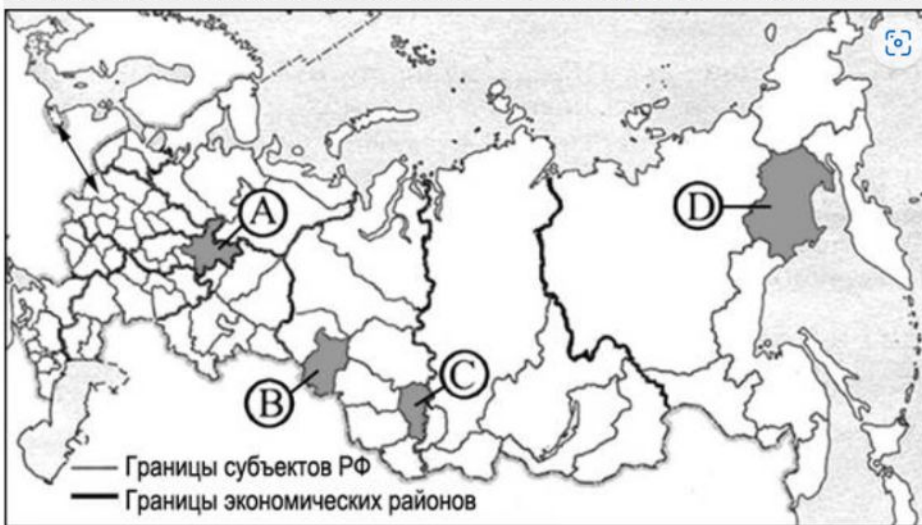 A
D
B
C
Границы субъектов РФ
Границы экономических районов